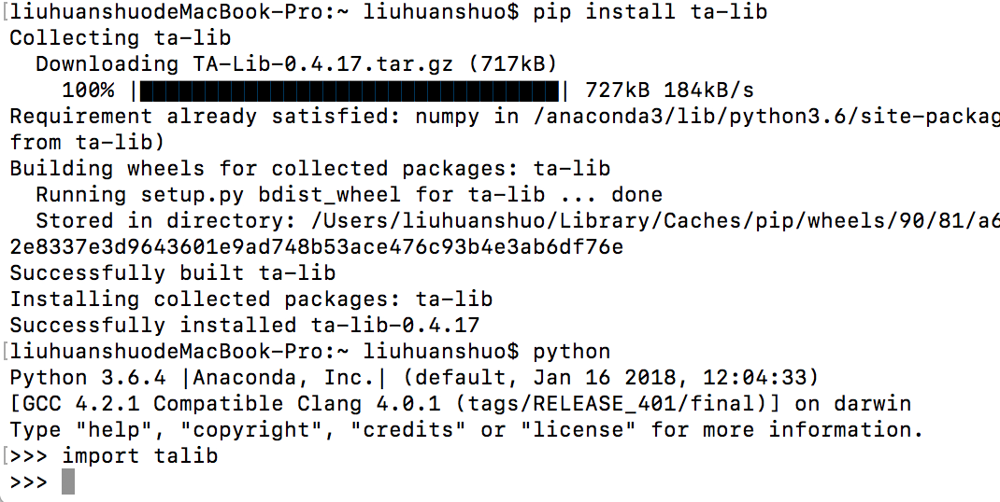 [liuhuanshuodeMacBook-Pro:~ liuhuanshuo$ pip install ta-lib
Collecting ta-lib
  Downloading TA-Lib-0.4.17.tar.gz (717kB)
    100% |████████████████████████████████| 727kB 184kB/s
Requirement already satisfied: numpy in /anaconda3/lib/python3.6/site-packag
from ta-lib)
Building wheels for collected packages: ta-lib
  Running setup.py bdist_wheel for ta-lib ... done
  Stored in directory: /Users/liuhuanshuo/Library/Caches/pip/wheels/90/81/a6
2e8337e3d9643601e9ad748b53ace476c93b4e3ab6df76e
Successfully built ta-lib
Installing collected packages: ta-lib
Successfully installed ta-lib-0.4.17
[liuhuanshuodeMacBook-Pro:~ liuhuanshuo$ python
Python 3.6.4 |Anaconda, Inc.| (default, Jan 16 2018, 12:04:33)
[GCC 4.2.1 Compatible Clang 4.0.1 (tags/RELEASE_401/final)] on darwin
Type "help", "copyright", "credits" or "license" for more information.
[>>> import talib
>>>